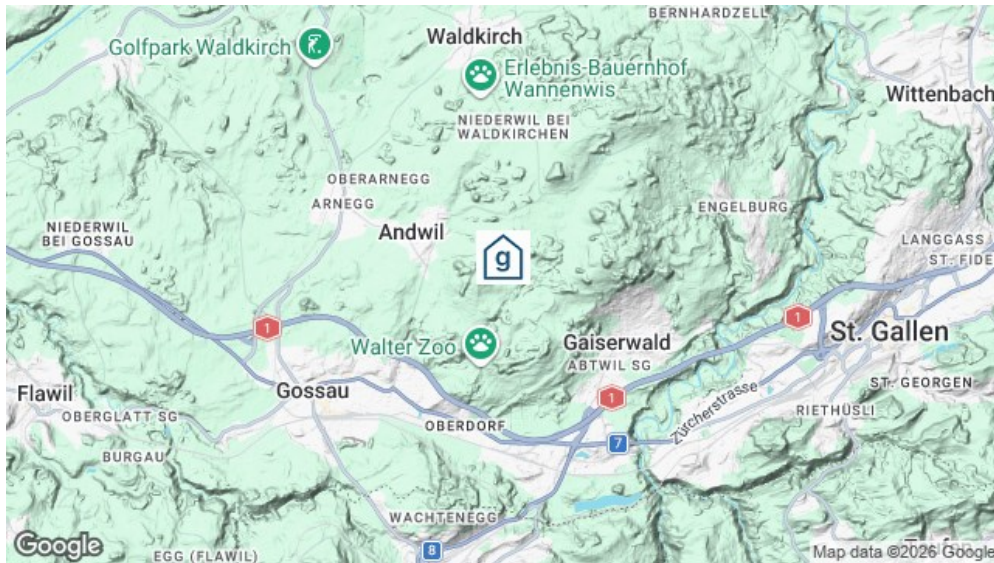 BERNHARDZELL
Golfpark Waldkirch
Waldkirch
Erlebnis-Bauernhof
Wannenwis
Wittenbach
NIEDERWIL BEI
WALDKIRCHEN
OBERARNEGG
ARNEGG
ENGELBURG
NIEDERWIL
BEI GOSSAU
Andwil
LANGGASS
ST. FIDE
g
1
1
St. Gallen
Walter Zoo
Gaiserwald
ABTWIL SG
Flawil
Gossau
ST. GEORGEN
1
OBERGLATT SG
OBERDORF
Zürcherstrasse
RIETHÜSLI
7
BURGAU
WACHTENEGG
8
Google
EGG (FLAWIL)
Map data ©2026 Google